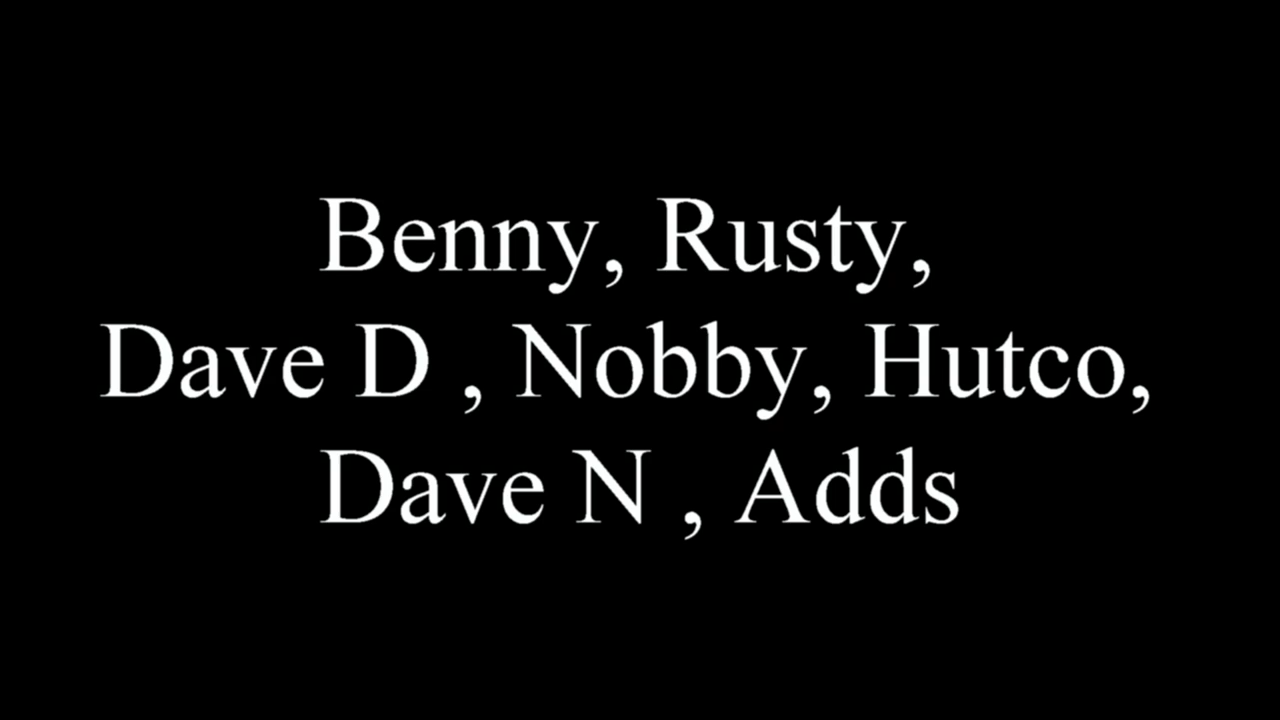 Benny, Rusty,
Dave D , Nobby, Hutco,
Dave N , Adds